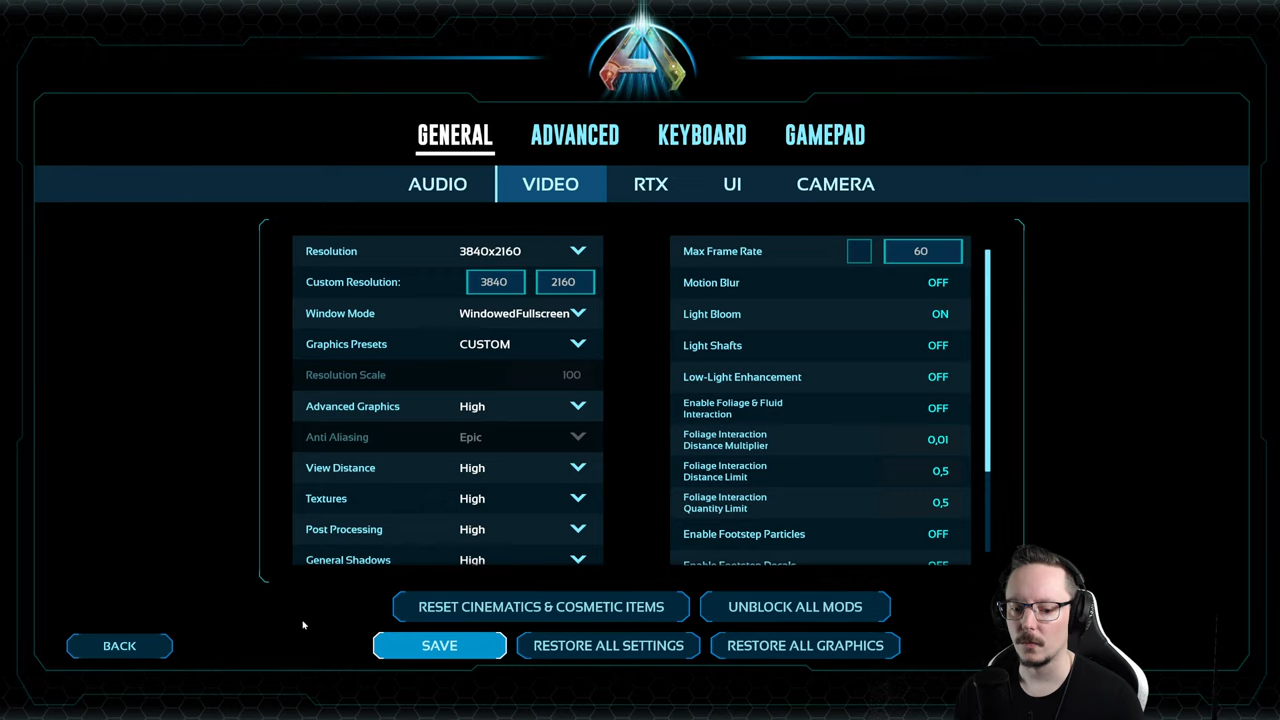 GENERAL ADVANCED KEYBOARD GAMEPAD
AUDIO VIDEO RTX UI CAMERA
Resolution 3840x2160
Custom Resolution: 3840 2160
Window Mode WindowedFullscreen
Graphics Presets CUSTOM
Resolution Scale 100
Advanced Graphics High
Anti Aliasing Epic
View Distance High
Textures High
Post Processing High
General Shadows High
Max Frame Rate 60
Motion Blur OFF
Light Bloom ON
Light Shafts OFF
Low-Light Enhancement OFF
Enable Foliage & Fluid
Interaction OFF
Foliage Interaction
Distance Multiplier 0,01
Foliage Interaction
Distance Limit 0,5
Foliage Interaction
Quantity Limit 0,5
Enable Footstep Particles OFF
Enable Footstep Decals OFF
RESET CINEMATICS & COSMETIC ITEMS UNBLOCK ALL MODS
BACK SAVE RESTORE ALL SETTINGS RESTORE ALL GRAPHICS